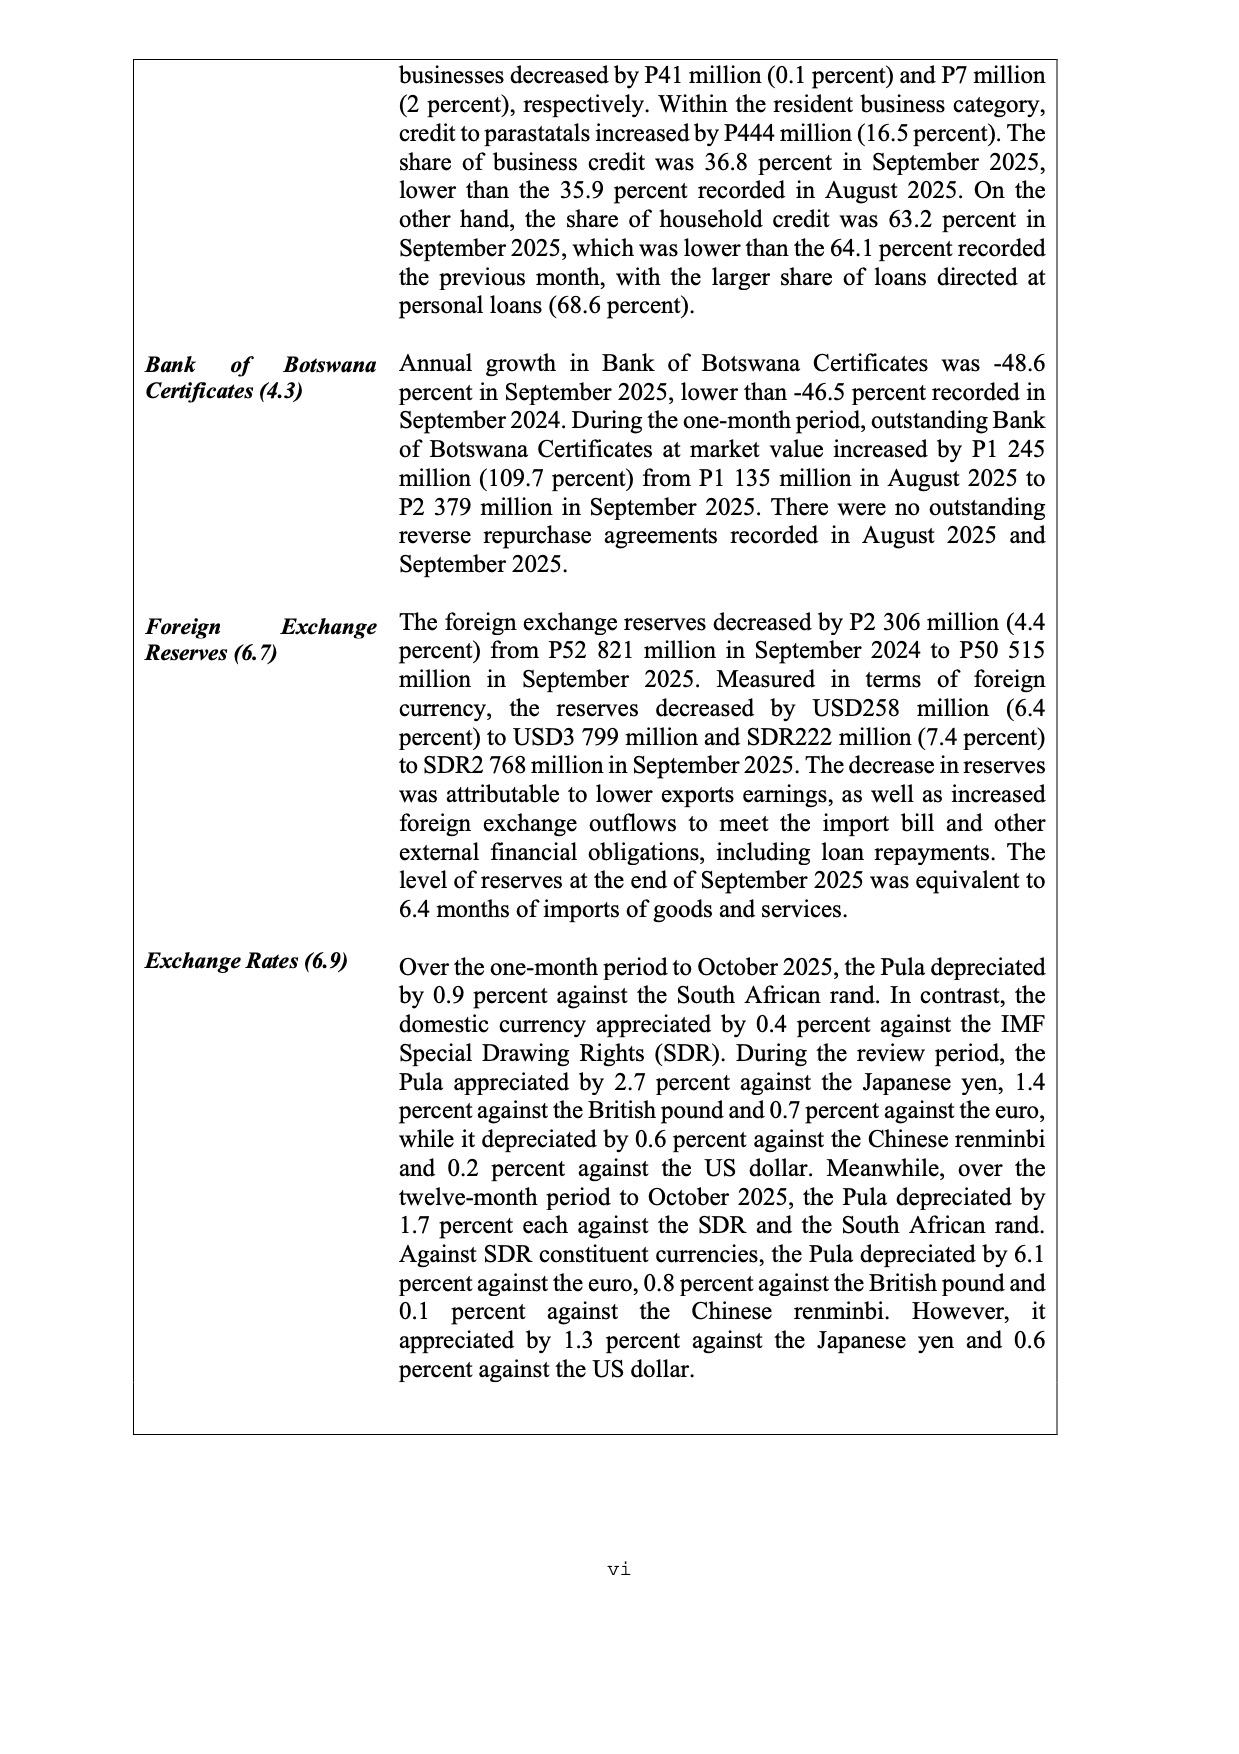 businesses decreased by P41 million (0.1 percent) and P7 million
(2 percent), respectively. Within the resident business category,
credit to parastatals increased by P444 million (16.5 percent). The
share of business credit was 36.8 percent in September 2025,
lower than the 35.9 percent recorded in August 2025. On the
other hand, the share of household credit was 63.2 percent in
September 2025, which was lower than the 64.1 percent recorded
the previous month, with the larger share of loans directed at
personal loans (68.6 percent).
Bank of Botswana
Certificates (4.3)
Annual growth in Bank of Botswana Certificates was -48.6
percent in September 2025, lower than -46.5 percent recorded in
September 2024. During the one-month period, outstanding Bank
of Botswana Certificates at market value increased by P1 245
million (109.7 percent) from P1 135 million in August 2025 to
P2 379 million in September 2025. There were no outstanding
reverse repurchase agreements recorded in August 2025 and
September 2025.
Foreign Exchange
Reserves (6.7)
The foreign exchange reserves decreased by P2 306 million (4.4
percent) from P52 821 million in September 2024 to P50 515
million in September 2025. Measured in terms of foreign
currency, the reserves decreased by USD258 million (6.4
percent) to USD3 799 million and SDR222 million (7.4 percent)
to SDR2 768 million in September 2025. The decrease in reserves
was attributable to lower exports earnings, as well as increased
foreign exchange outflows to meet the import bill and other
external financial obligations, including loan repayments. The
level of reserves at the end of September 2025 was equivalent to
6.4 months of imports of goods and services.
Exchange Rates (6.9)
Over the one-month period to October 2025, the Pula depreciated
by 0.9 percent against the South African rand. In contrast, the
domestic currency appreciated by 0.4 percent against the IMF
Special Drawing Rights (SDR). During the review period, the
Pula appreciated by 2.7 percent against the Japanese yen, 1.4
percent against the British pound and 0.7 percent against the euro,
while it depreciated by 0.6 percent against the Chinese renminbi
and 0.2 percent against the US dollar. Meanwhile, over the
twelve-month period to October 2025, the Pula depreciated by
1.7 percent each against the SDR and the South African rand.
Against SDR constituent currencies, the Pula depreciated by 6.1
percent against the euro, 0.8 percent against the British pound and
0.1 percent against the Chinese renminbi. However, it
appreciated by 1.3 percent against the Japanese yen and 0.6
percent against the US dollar.
vi